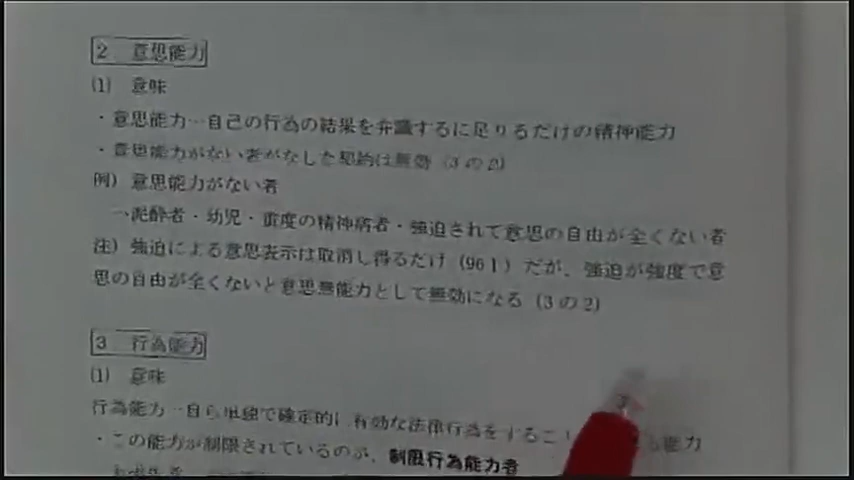 2 意思能力
(1) 意味
・意思能力…自己の行為の結果を弁識するに足りるだけの精神能力
・意思能力がない者がなした契約は無効（3の2）
例）意思能力がない者
→泥酔者・幼児・重度の精神病者・強迫されて意思の自由が全くない者
注）強迫による意思表示は取消し得るだけ（96Ⅰ）だが、強迫が強度で意
思の自由が全くないと意思無能力として無効になる（3の2）
3 行為能力
(1) 意味
行為能力…自ら単独で確定的に有効な法律行為をするこ 能力
・この能力が制限されているのが、制限行為能力者